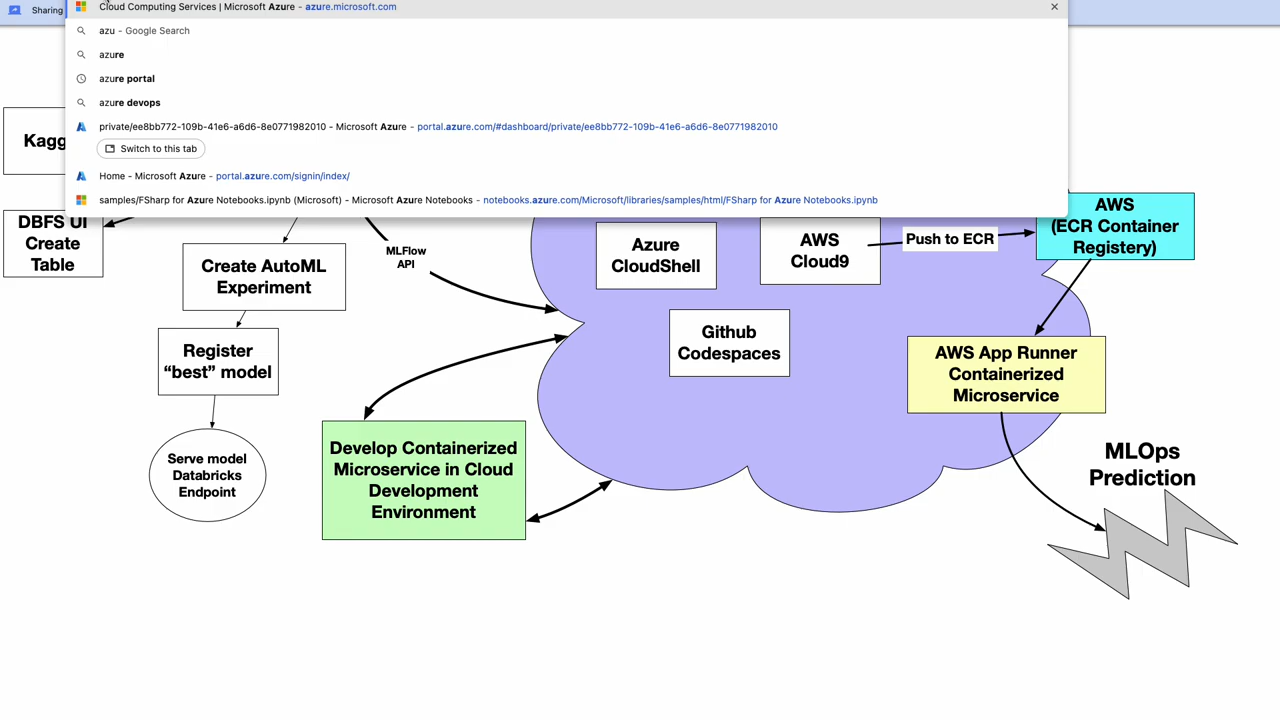 Sharing
Cloud Computing Services | Microsoft Azure - azure.microsoft.com
azu - Google Search
azure
azure portal
azure devops
private/ee8bb772-109b-41e6-a6d6-8e0771982010 - Microsoft Azure - portal.azure.com/#dashboard/private/ee8bb772-109b-41e6-a6d6-8e0771982010
Switch to this tab
Home - Microsoft Azure - portal.azure.com/signin/index/
samples/FSharp for Azure Notebooks.ipynb (Microsoft) - Microsoft Azure Notebooks - notebooks.azure.com/Microsoft/libraries/samples/html/FSharp for Azure Notebooks.ipynb
Kagg
DBFS UI
Create
Table
Create AutoML
Experiment
MLFlow
API
Register
“best” model
Serve model
Databricks
Endpoint
Develop Containerized
Microservice in Cloud
Development
Environment
Azure
CloudShell
AWS
Cloud9
Github
Codespaces
Push to ECR
AWS
(ECR Container
Registery)
AWS App Runner
Containerized
Microservice
MLOps
Prediction